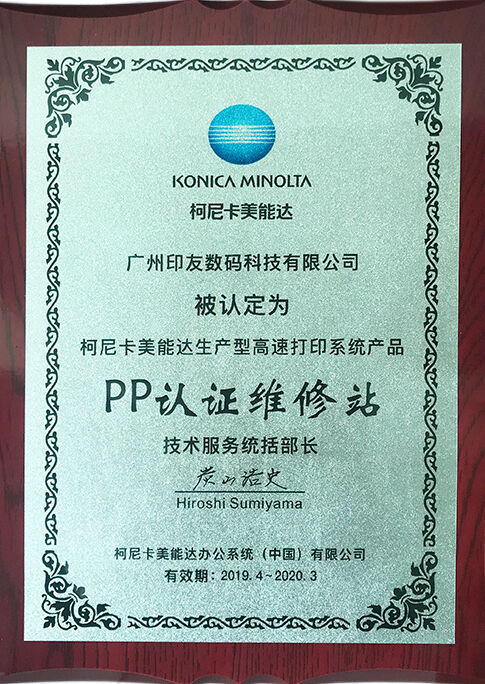 KONICA MINOLTA
柯尼卡美能达
广州印友数码科技有限公司
被认定为
柯尼卡美能达生产型高速打印系统产品
PP认证维修站
技术服务统括部长
炭山浩史
Hiroshi Sumiyama
柯尼卡美能达办公系统（中国）有限公司
有效期：2019.4~2020.3